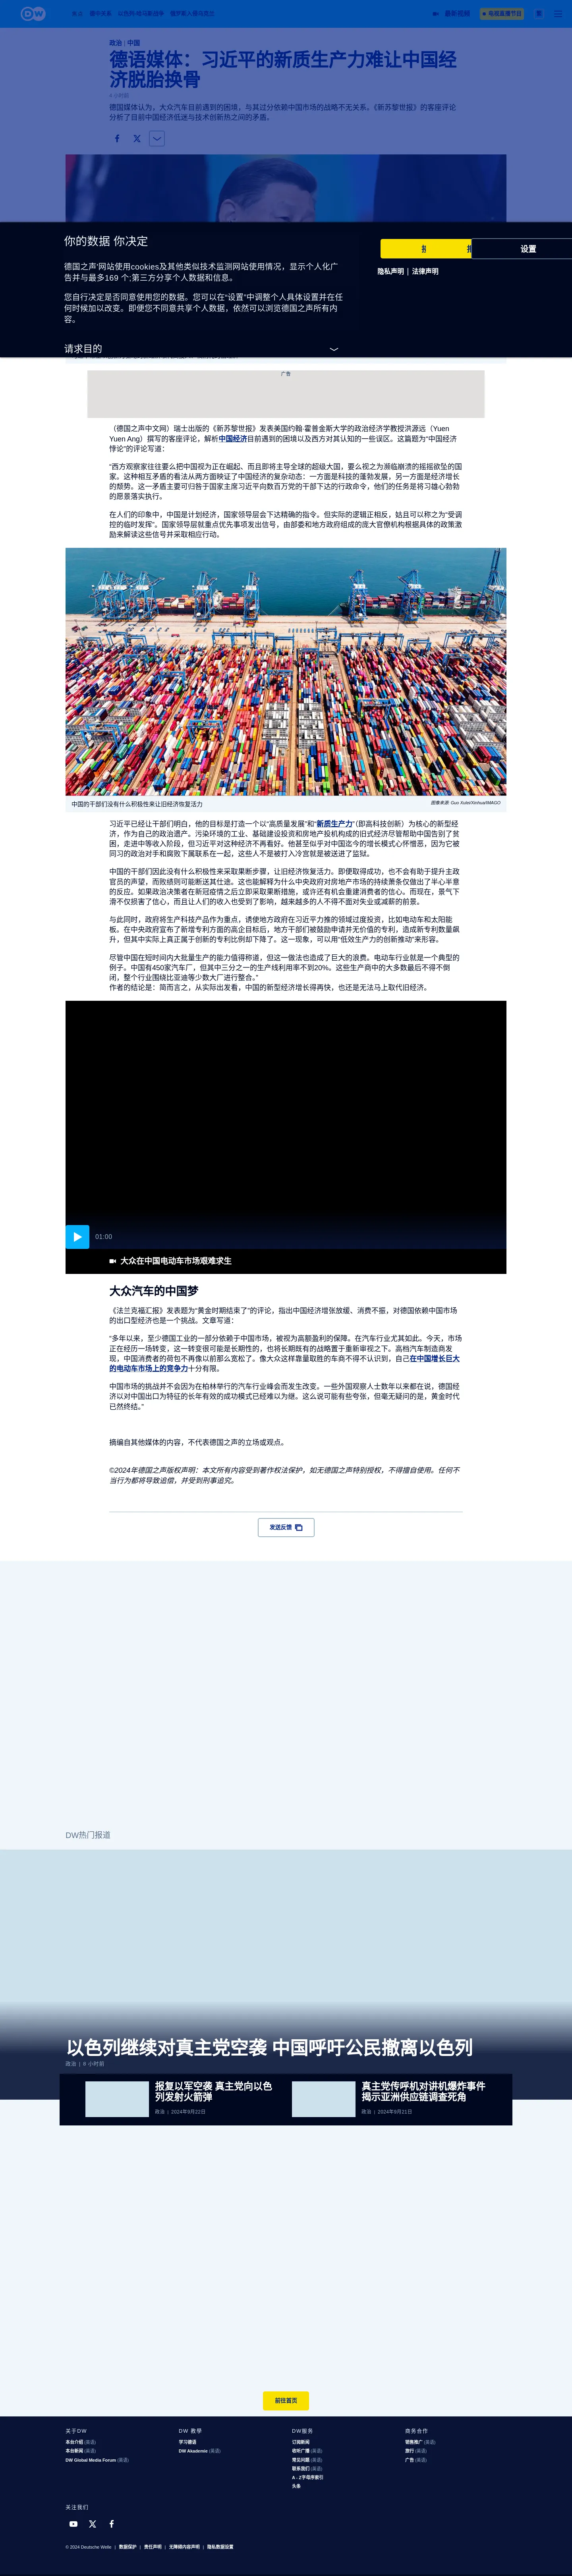 DW
最新视频
电视直播节目
繁
政治 | 中国
德语媒体：习近平的新质生产力难让中国经
济脱胎换骨
德国媒体认为，大众汽车目前遇到的困境，与其过分依赖中国市场的战略不无关系。《新苏黎世报》的客座评论
分析了目前中国经济低迷与技术创新热之间的矛盾。
你的数据 你决定
设置
德国之声'网站使用cookies及其他类似技术监测网站使用情况，显示个人化广
告并与最多169 个;第三方分享个人数据和信息。
隐私声明 | 法律声明
您自行决定是否同意使用您的数据。您可以在“设置”中调整个人具体设置并在任
何时候加以改变。即使您不同意共享个人数据，依然可以浏览德国之声所有内
容。
请求目的
广告
（德国之声中文网）瑞士出版的《新苏黎世报》发表美国约翰·霍普金斯大学的政治经济学教授洪源远（Yuen
Yuen Ang）撰写的客座评论，解析中国经济目前遇到的困境以及西方对其认知的一些误区。这篇题为“中国经济
悖论”的评论写道：
“西方观察家往往要么把中国视为正在崛起、而且即将主导全球的超级大国，要么视之为濒临崩溃的摇摇欲坠的国
家。这种相互矛盾的看法从两方面映证了中国经济的复杂动态：一方面是科技的蓬勃发展，另一方面是经济增长
的颓势。这一矛盾主要可归咎于国家主席习近平向数百万党的干部下达的行政命令，他们的任务是将习雄心勃勃
的愿景落实执行。
在人们的印象中，中国是计划经济，国家领导层会下达精确的指令。但实际的逻辑正相反，姑且可以称之为“受调
控的临时发挥”。国家领导层就重点优先事项发出信号，由部委和地方政府组成的庞大官僚机构根据具体的政策激
励来解读这些信号并采取相应行动。
中国的干部们没有什么积极性来让旧经济恢复活力
图像来源: Guo Xulei/Xinhua/IMAGO
习近平已经让干部们明白，他的目标是打造一个以“高质量发展”和“新质生产力”（即高科技创新）为核心的新型经
济，作为自己的政治遗产。污染环境的工业、基础建设投资和房地产投机构成的旧式经济尽管帮助中国告别了贫
困，走进中等收入阶段，但习近平对这种经济不再看好。他甚至似乎对中国迄今的增长模式心怀憎恶，因为它被
同习的政治对手和腐败下属联系在一起，这些人不是被打入冷宫就是被送进了监狱。
中国的干部们因此没有什么积极性来采取果断步骤，让旧经济恢复活力。即便取得成功，也不会有助于提升主政
官员的声望，而败绩则可能断送其仕途。这也能解释为什么中央政府对房地产市场的持续萧条仅做出了半心半意
的反应。如果政治决策者在新冠疫情之后立即采取果断措施，或许还有机会重建消费者的信心。而现在，景气下
滑不仅损害了信心，而且让人们的收入也受到了影响，越来越多的人不得不面对失业或减薪的前景。
与此同时，政府将生产科技产品作为重点，诱使地方政府在习近平力推的领域过度投资，比如电动车和太阳能
板。在中央政府宣布了新增专利方面的高企目标后，地方干部们被鼓励申请并无价值的专利，造成新专利数量飙
升，但其中实际上真正属于创新的专利比例却下降了。这一现象，可以用“低效生产力的创新推动”来形容。
尽管中国在短时间内大批量生产的能力值得称道，但这一做法也造成了巨大的浪费。电动车行业就是一个典型的
例子。中国有450家汽车厂，但其中三分之一的生产线利用率不到20%。这些生产商中的大多数最后不得不倒
闭，整个行业围绕比亚迪等少数大厂进行整合。”
作者的结论是：简而言之，从实际出发看，中国的新型经济增长得再快，也还是无法马上取代旧经济。
01:00
大众在中国电动车市场艰难求生
大众汽车的中国梦
《法兰克福汇报》发表题为“黄金时期结束了”的评论，指出中国经济增张放缓、消费不振，对德国依赖中国市场
的出口型经济也是一个挑战。文章写道：
“多年以来，至少德国工业的一部分依赖于中国市场，被视为高额盈利的保障。在汽车行业尤其如此。今天，市场
正在经历一场转变，这一转变很可能是长期性的，也将长期既有的战略置于重新审视之下。高档汽车制造商发
现，中国消费者的荷包不再像以前那么宽松了。像大众这样靠量取胜的车商不得不认识到，自己在中国增长巨大
的电动车市场上的竞争力十分有限。
中国市场的挑战并不会因为在柏林举行的汽车行业峰会而发生改变。一些外国观察人士数年以来都在说，德国经
济以对中国出口为特征的长年有效的成功模式已经难以为继。这么说可能有些夸张，但毫无疑问的是，黄金时代
已然终结。”
摘编自其他媒体的内容，不代表德国之声的立场或观点。
©2024年德国之声版权声明：本文所有内容受到著作权法保护，如无德国之声特别授权，不得擅自使用。任何不
当行为都将导致追偿，并受到刑事追究。
发送反馈
DW热门报道
以色列继续对真主党空袭 中国呼吁公民撤离以色列
政治 | 8 小时前
报复以军空袭 真主党向以色
列发射火箭弹
政治 | 2024年9月22日
真主党传呼机对讲机爆炸事件
揭示亚洲供应链调查死角
政治 | 2024年9月21日
前往首页
关于DW
本台介绍 (英语)
本台新闻 (英语)
DW Global Media Forum (英语)
DW 教學
学习德语
DW Akademie (英语)
DW服务
订阅新闻
收听广播 (英语)
常见问题 (英语)
联系我们 (英语)
A - Z字母序索引
头条
商务合作
销售推广 (英语)
旅行 (英语)
广告 (英语)
关注我们
© 2024 Deutsche Welle | 数据保护 | 责任声明 | 无障碍内容声明 | 隐私数据设置